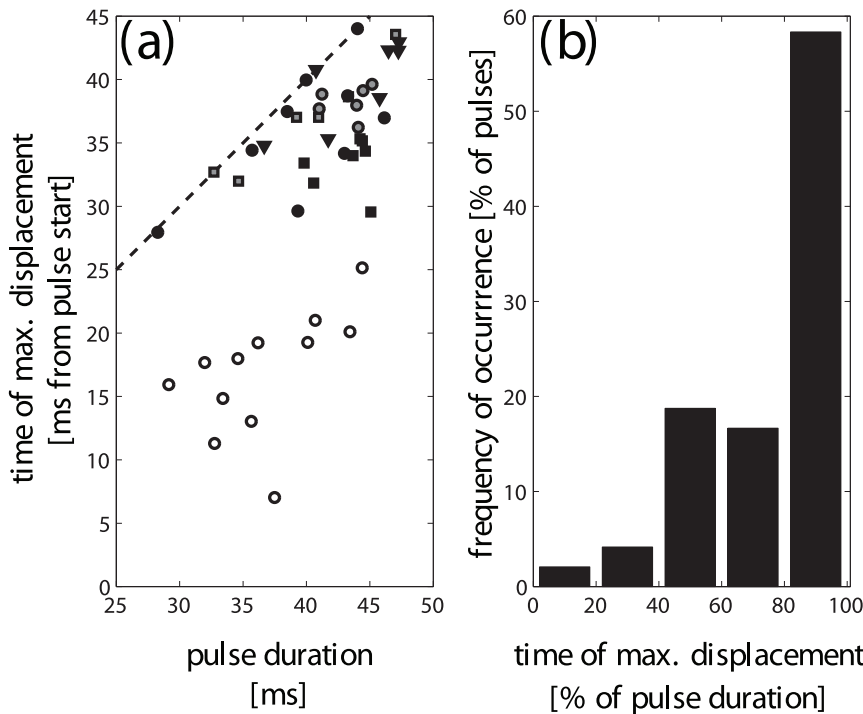 (a)
45
40
35
30
25
20
15
10
5
0
25 30 35 40 45 50
time of max. displacement
[ms from pulse start]
pulse duration
[ms]
(b)
60
50
40
30
20
10
0
0 20 40 60 80 100
frequency of occurrrence [% of pulses]
time of max. displacement
[% of pulse duration]